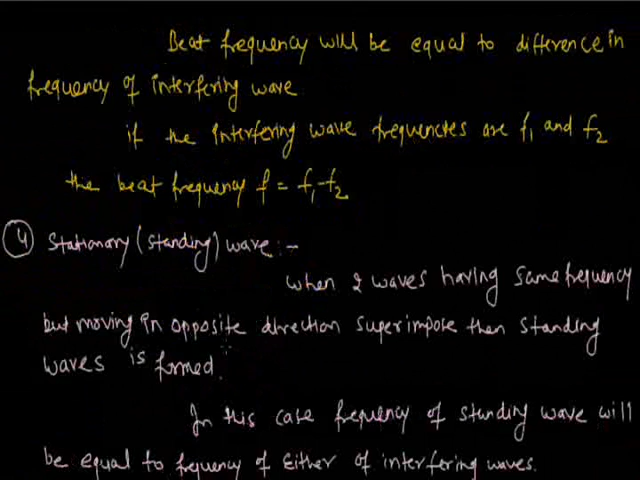 Beat frequency will be equal to difference in
frequency of interfering wave
if the interfering wave frequencies are f₁ and f₂
the beat frequency f = f₁-f₂
4 Stationary (standing) wave :-
when 2 waves having same frequency
but moving in opposite direction superimpose then standing
waves is formed.
In this case frequency of standing wave will
be equal to frequency of either of interfering waves.